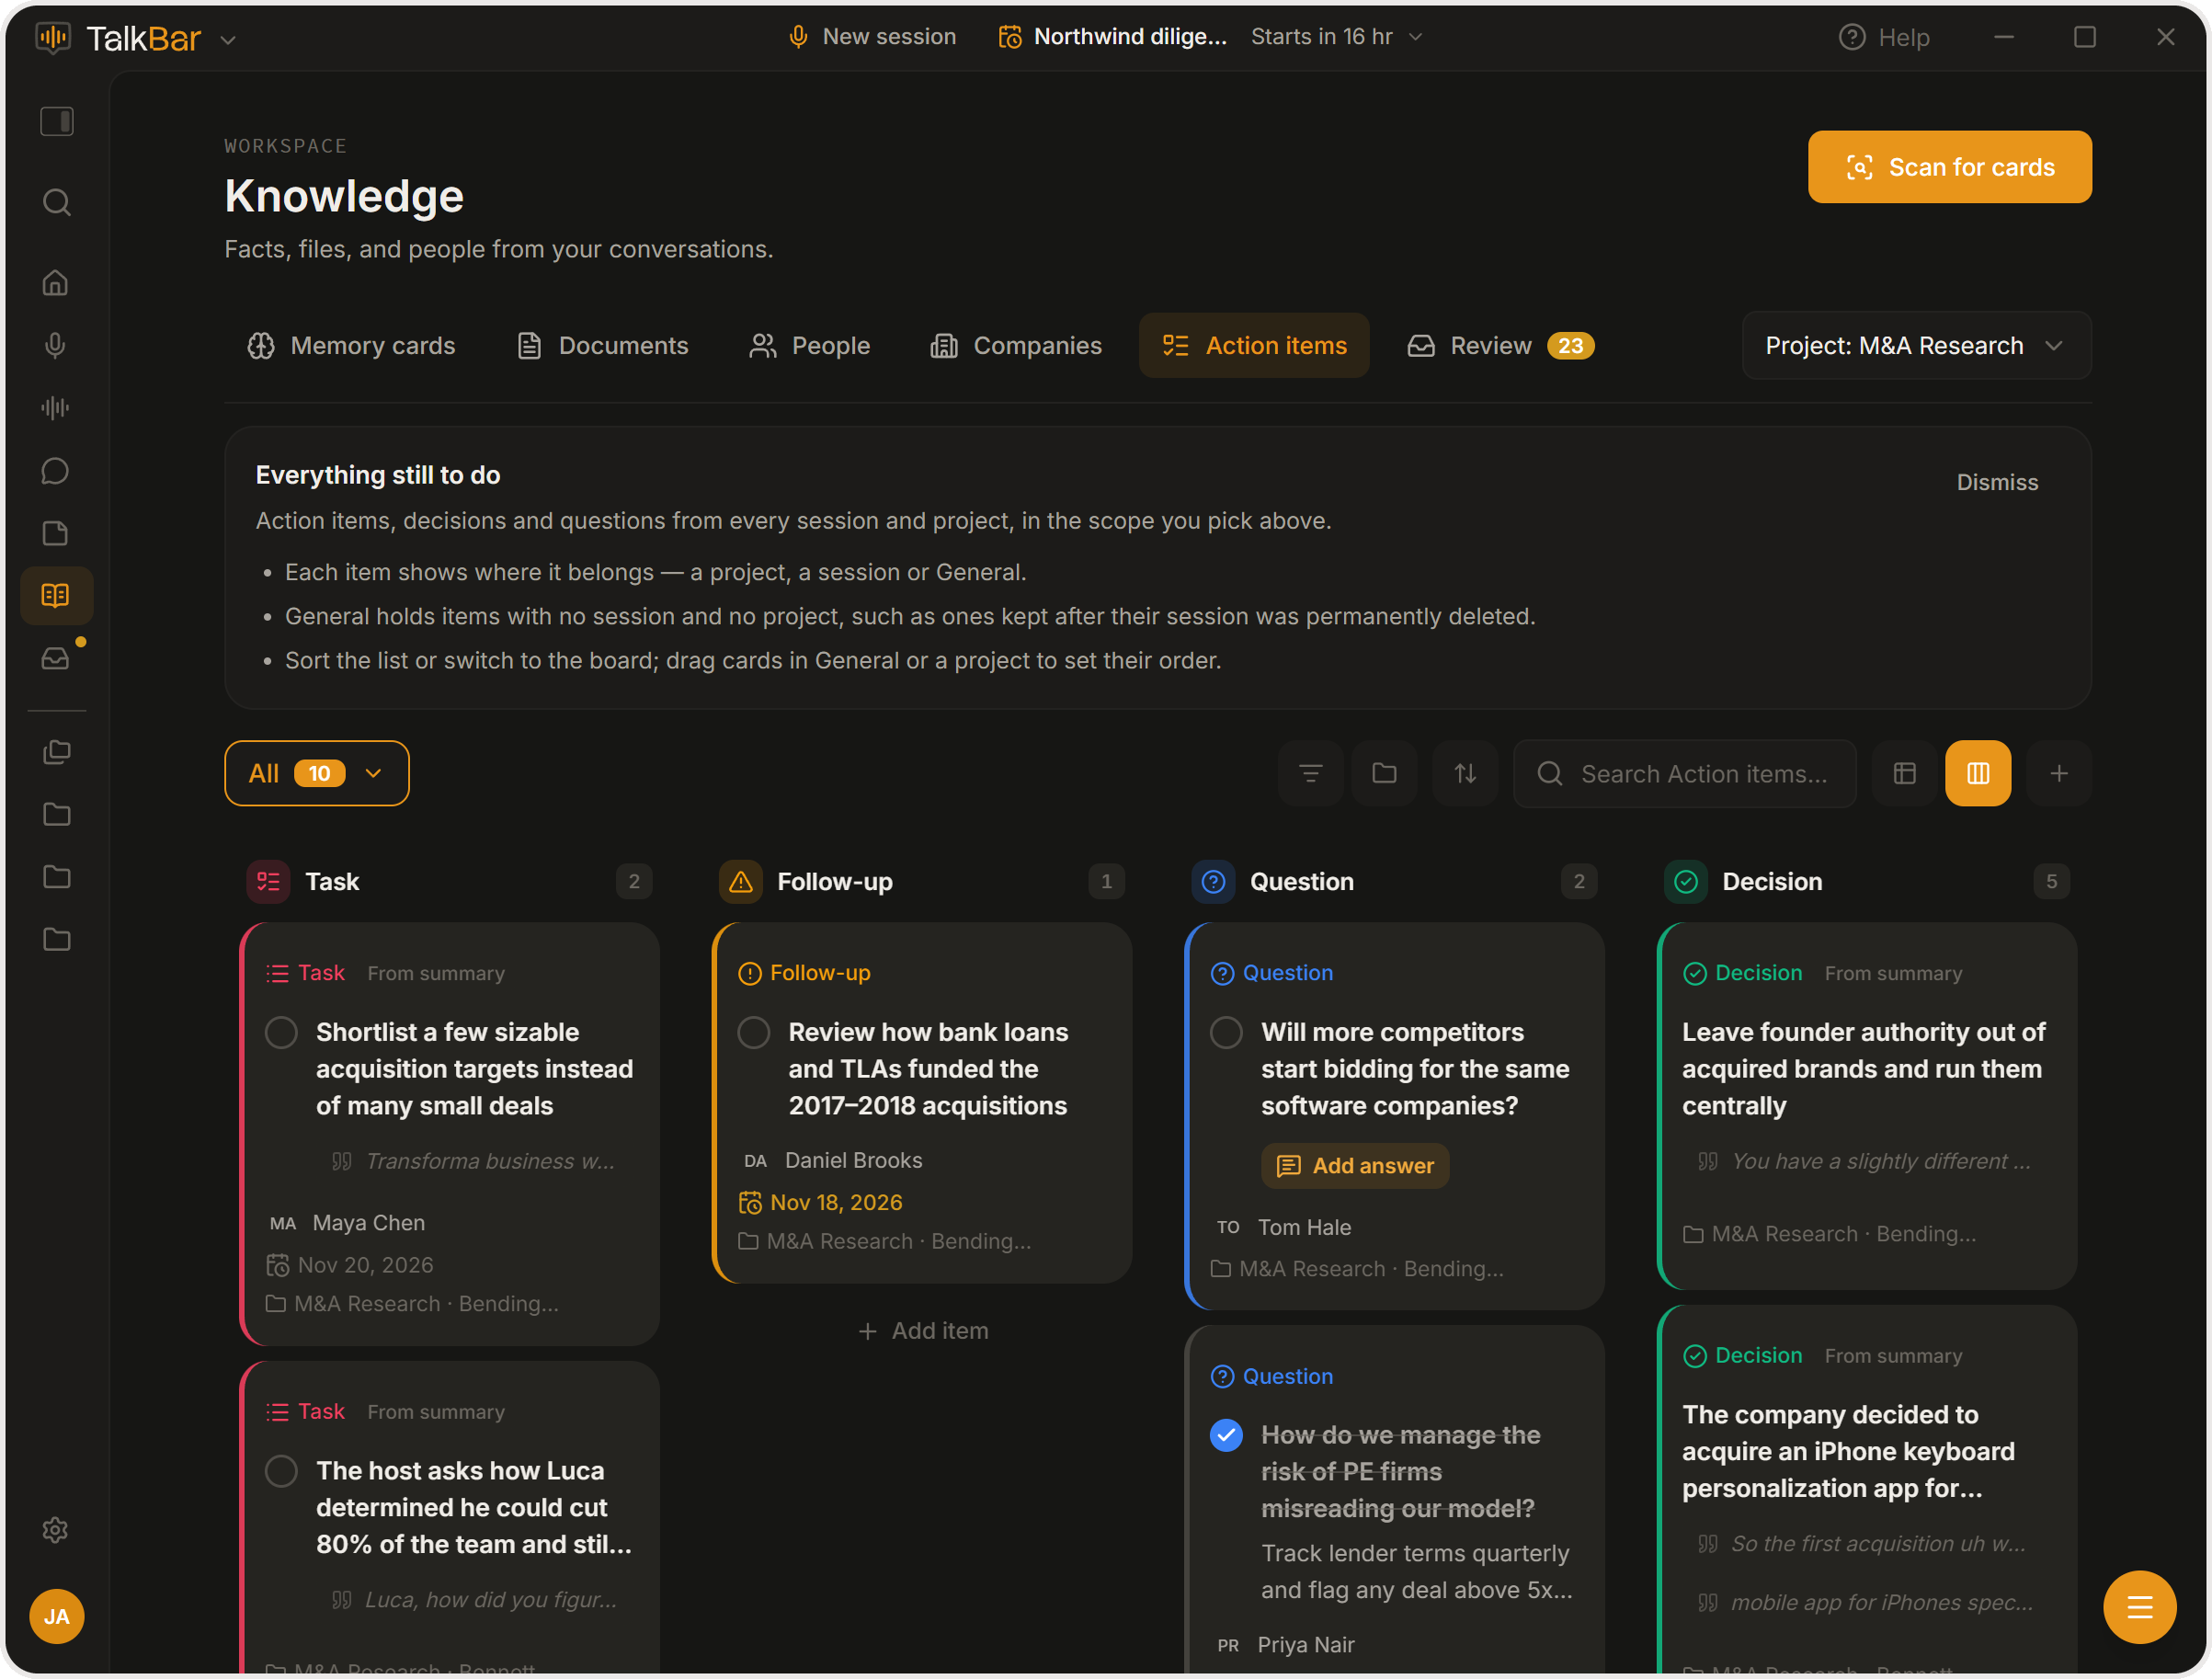 TalkBar
New session
Northwind dilige...
Starts in 16 hr
Help
WORKSPACE
Knowledge
Facts, files, and people from your conversations.
Scan for cards
Memory cards
Documents
People
Companies
Action items
Review 23
Project: M&A Research
Everything still to do
Dismiss
Action items, decisions and questions from every session and project, in the scope you pick above.
• Each item shows where it belongs — a project, a session or General.
• General holds items with no session and no project, such as ones kept after their session was permanently deleted.
• Sort the list or switch to the board; drag cards in General or a project to set their order.
All 10
Search Action items...
Task 2
Task From summary
Shortlist a few sizable
acquisition targets instead
of many small deals
Transforma business w...
MA Maya Chen
Nov 20, 2026
M&A Research · Bending...
Task From summary
The host asks how Luca
determined he could cut
80% of the team and stil...
Luca, how did you figur...
M&A Research · Bennett
Follow-up 1
Follow-up
Review how bank loans
and TLAs funded the
2017–2018 acquisitions
DA Daniel Brooks
Nov 18, 2026
M&A Research · Bending...
+ Add item
Question 2
Question
Will more competitors
start bidding for the same
software companies?
Add answer
TO Tom Hale
M&A Research · Bending...
Question
How do we manage the
risk of PE firms
misreading our model?
Track lender terms quarterly
and flag any deal above 5x...
PR Priya Nair
Decision 5
Decision From summary
Leave founder authority out of
acquired brands and run them
centrally
You have a slightly different ...
M&A Research · Bending...
Decision From summary
The company decided to
acquire an iPhone keyboard
personalization app for...
So the first acquisition uh w...
mobile app for iPhones spec...
M&A Research · Bennett
JA